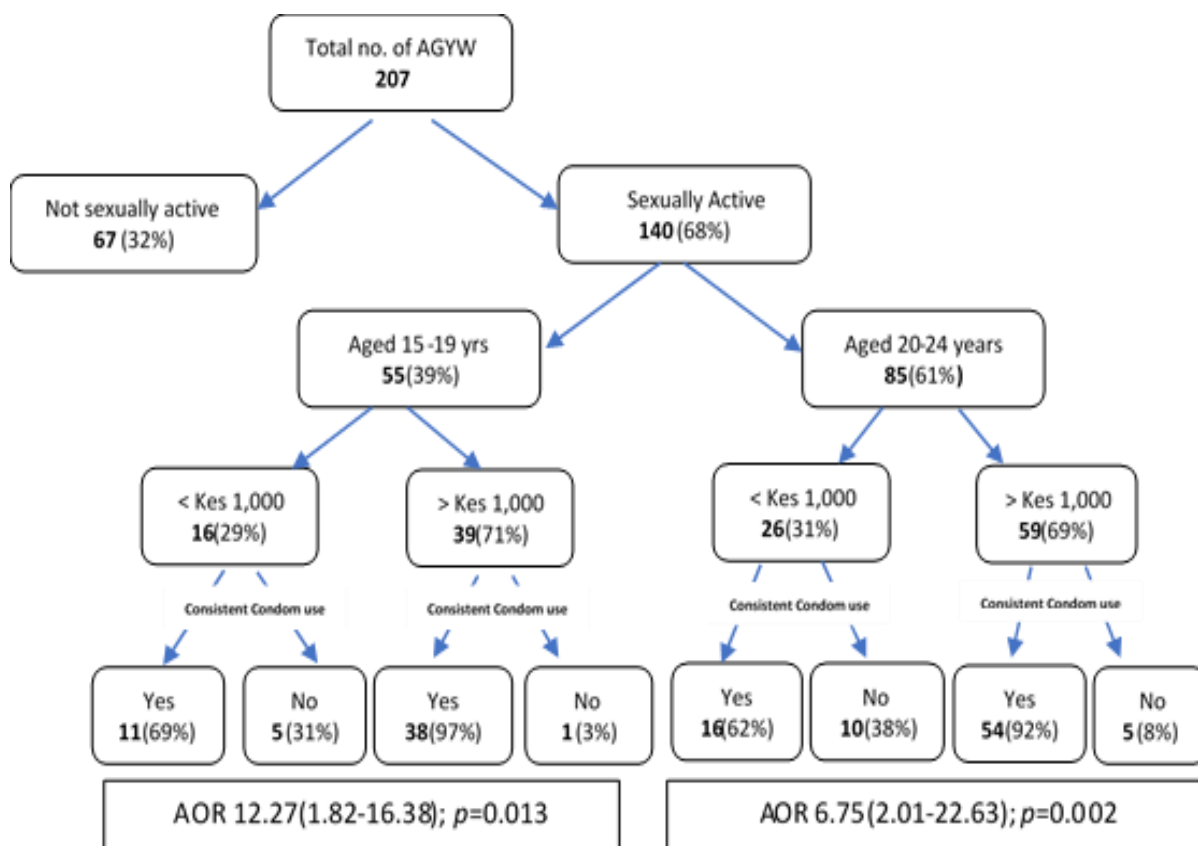 Total no. of AGYW
207
Not sexually active
67 (32%)
Sexually Active
140 (68%)
Aged 15-19 yrs
55(39%)
Aged 20-24 years
85(61%)
< Kes 1,000
16(29%)
> Kes 1,000
39(71%)
< Kes 1,000
26(31%)
> Kes 1,000
59(69%)
Consistent Condom use
Consistent Condom use
Consistent Condom use
Consistent Condom use
Yes
11(69%)
No
5(31%)
Yes
38(97%)
No
1(3%)
Yes
16(62%)
No
10(38%)
Yes
54(92%)
No
5(8%)
AOR 12.27(1.82-16.38); p=0.013
AOR 6.75(2.01-22.63); p=0.002